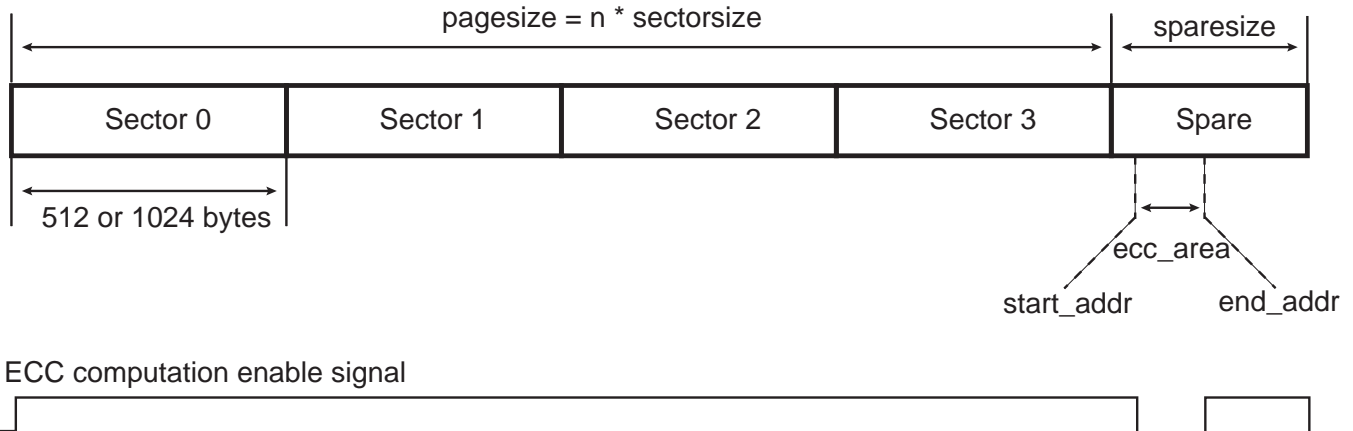 pagesize = n * sectorsize
sparesize
Sector 0
Sector 1
Sector 2
Sector 3
Spare
512 or 1024 bytes
ecc_area
start_addr
end_addr
ECC computation enable signal